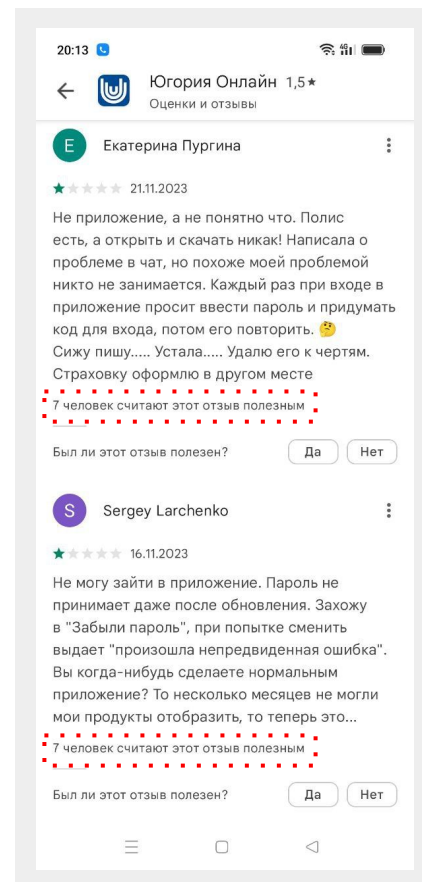 20:13
4G
Югория Онлайн 1,5★
Оценки и отзывы
Е Екатерина Пургина
21.11.2023
Не приложение, а не понятно что. Полис
есть, а открыть и скачать никак! Написала о
проблеме в чат, но похоже моей проблемой
никто не занимается. Каждый раз при входе в
приложение просит ввести пароль и придумать
код для входа, потом его повторить. 🤔
Сижу пишу..... Устала..... Удалю его к чертям.
Страховку оформлю в другом месте
7 человек считают этот отзыв полезным
Был ли этот отзыв полезен? Да Нет
S Sergey Larchenko
16.11.2023
Не могу зайти в приложение. Пароль не
принимает даже после обновления. Захожу
в "Забыли пароль", при попытке сменить
выдает "произошла непредвиденная ошибка".
Вы когда-нибудь сделаете нормальным
приложение? То несколько месяцев не могли
мои продукты отобразить, то теперь это...
7 человек считают этот отзыв полезным
Был ли этот отзыв полезен? Да Нет